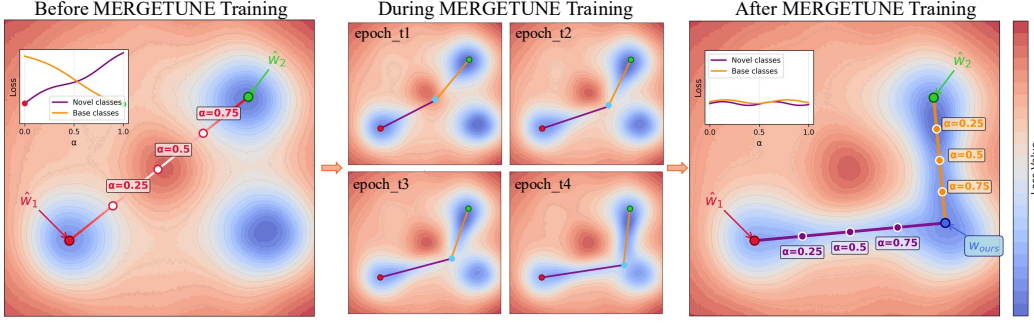 Before MERGETUNE Training
During MERGETUNE Training
After MERGETUNE Training
Loss
Novel classes
Base classes
0.0
0.5
1.0
α
ŵ₂
α=0.75
α=0.5
α=0.25
ŵ₁
epoch_t1
epoch_t2
epoch_t3
epoch_t4
Loss
Novel classes
Base classes
0.0
0.5
1.0
α
ŵ₂
α=0.25
α=0.5
α=0.75
ŵ₁
α=0.25
α=0.5
α=0.75
w_ours